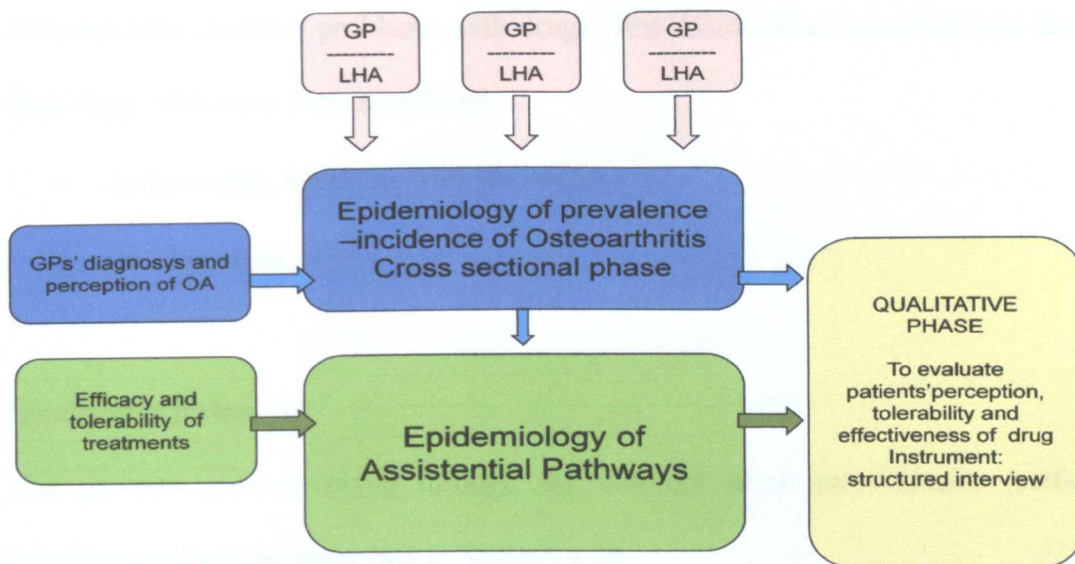 GP
----------
LHA
GP
----------
LHA
GP
----------
LHA
Epidemiology of prevalence
–incidence of Osteoarthritis
Cross sectional phase
GPs' diagnosys and
perception of OA
Efficacy and
tolerability of
treatments
Epidemiology of
Assistential Pathways
QUALITATIVE
PHASE
To evaluate
patients'perception,
tolerability and
effectiveness of drug
Instrument:
structured interview